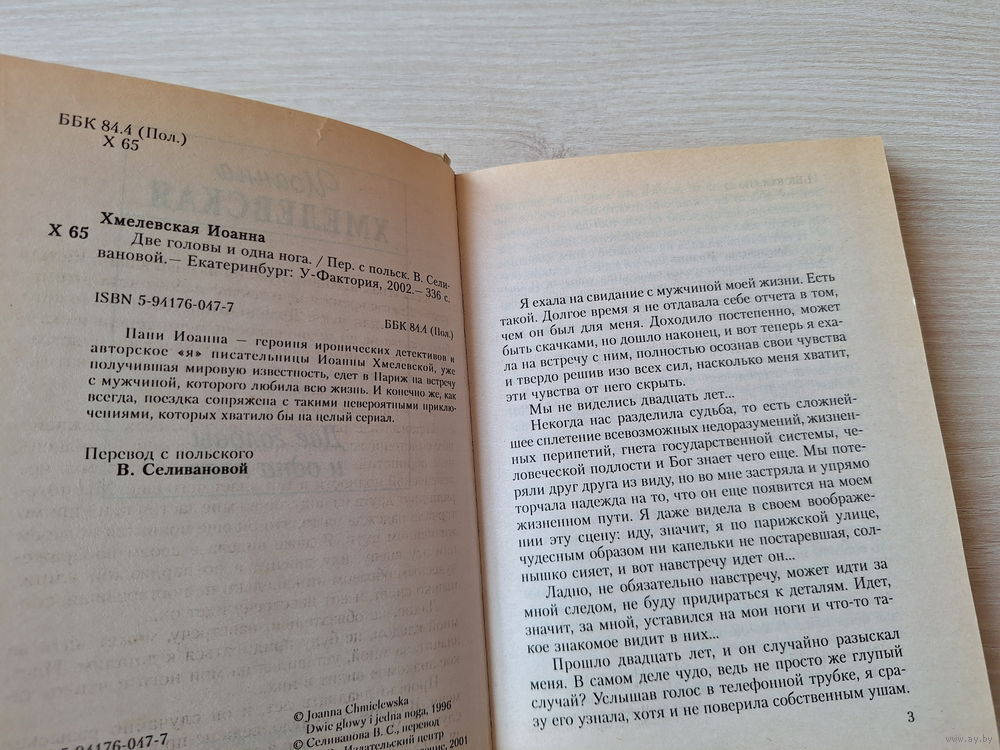 ББК 84.4 (Пол.)
Х 65
Хмелевская Иоанна
Х 65
Две головы и одна нога. / Пер. с польск. В. Сели-
вановой.— Екатеринбург: У-Фактория, 2002.— 336 с.
ISBN 5-94176-047-7
ББК 84.4 (Пол)
Пани Иоанна — героиня иронических детективов и
авторское «я» писательницы Иоанны Хмелевской, уже
получившая мировую известность, едет в Париж на встречу
с мужчиной, которого любила всю жизнь. И конечно же, как
всегда, поездка сопряжена с такими невероятными приклю-
чениями, которых хватило бы на целый сериал.
Перевод с польского
В. Селивановой
© Joanna Chmielewska
Dwie głowy i jedna noga, 1996
© Селиванова В. С., перевод
Издательский центр
2001
5-94176-047-7
Я ехала на свидание с мужчиной моей жизни. Есть
такой. Долгое время я не отдавала себе отчета в том,
чем он был для меня. Доходило постепенно, может
быть скачками, но дошло наконец, и вот теперь я еха-
ла на встречу с ним, полностью осознав свои чувства
и твердо решив изо всех сил, насколько меня хватит,
эти чувства от него скрыть.
Мы не виделись двадцать лет...
Некогда нас разделила судьба, то есть сложней-
шее сплетение всевозможных недоразумений, жизнен-
ных перипетий, гнета государственной системы, че-
ловеческой подлости и Бог знает чего еще. Мы поте-
ряли друг друга из виду, но во мне застряла и упрямо
торчала надежда на то, что он еще появится на моем
жизненном пути. Я даже видела в своем воображе-
нии эту сцену: иду, значит, я по парижской улице,
чудесным образом ни капельки не постаревшая, сол-
нышко сияет, и вот навстречу идет он...
Ладно, не обязательно навстречу, может идти за
мной следом, не буду придираться к деталям. Идет,
значит, за мной, уставился на мои ноги и что-то та-
кое знакомое видит в них...
Прошло двадцать лет, и он случайно разыскал
меня. В самом деле чудо, ведь не просто же глупый
случай? Услышав голос в телефонной трубке, я сра-
зу его узнала, хотя и не поверила собственным ушам.
3
www.ay.by